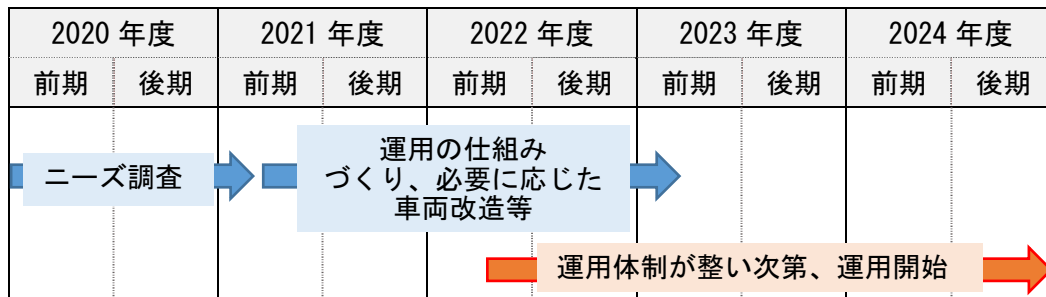 2020 年度 2021 年度 2022 年度 2023 年度 2024 年度
前期 後期 前期 後期 前期 後期 前期 後期 前期 後期
ニーズ調査
運用の仕組み
づくり、必要に応じた
車両改造等
運用体制が整い次第、運用開始